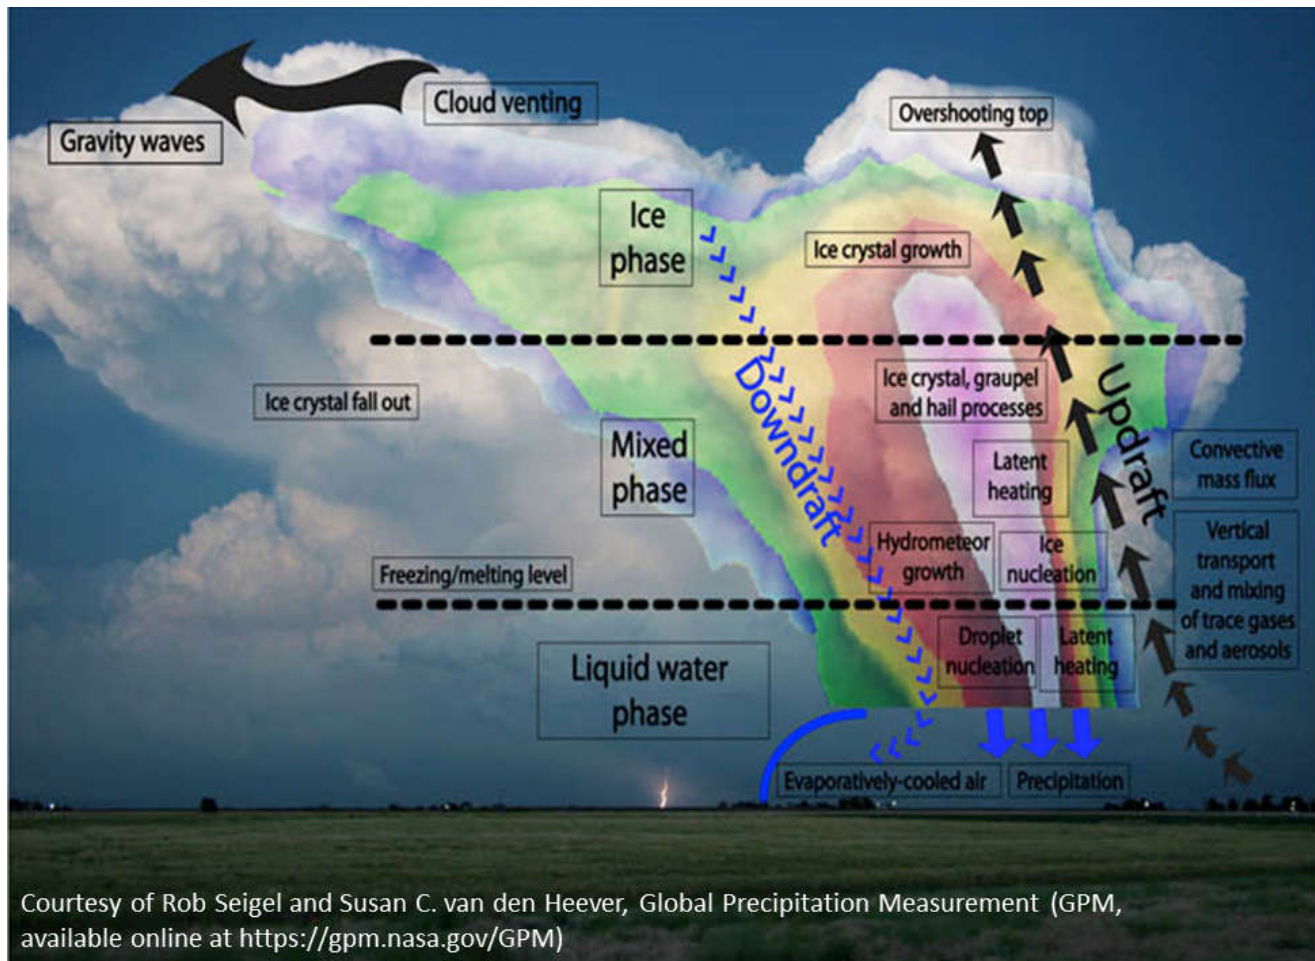 Cloud venting
Gravity waves
Overshooting top
Ice
phase
Ice crystal growth
Ice crystal, graupel
and hail processes
Ice crystal fall out
Downdraft
Updraft
Mixed
phase
Latent
heating
Convective
mass flux
Hydrometeor
growth
Ice
nucleation
Vertical
transport
and mixing
of trace gases
and aerosols
Freezing/melting level
Liquid water
phase
Droplet
nucleation
Latent
heating
Evaporatively-cooled air
Precipitation
Courtesy of Rob Seigel and Susan C. van den Heever, Global Precipitation Measurement (GPM,
available online at https://gpm.nasa.gov/GPM)